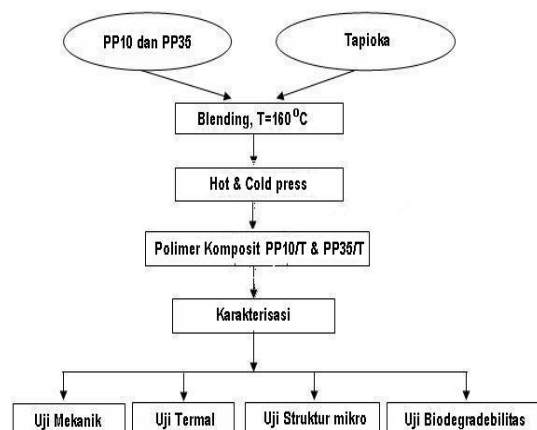 PP10 dan PP35
Tapioka
Blending, T=160 ⁰C
Hot & Cold press
Polimer Komposit PP10/T & PP35/T
Karakterisasi
Uji Mekanik
Uji Termal
Uji Struktur mikro
Uji Biodegradebilitas